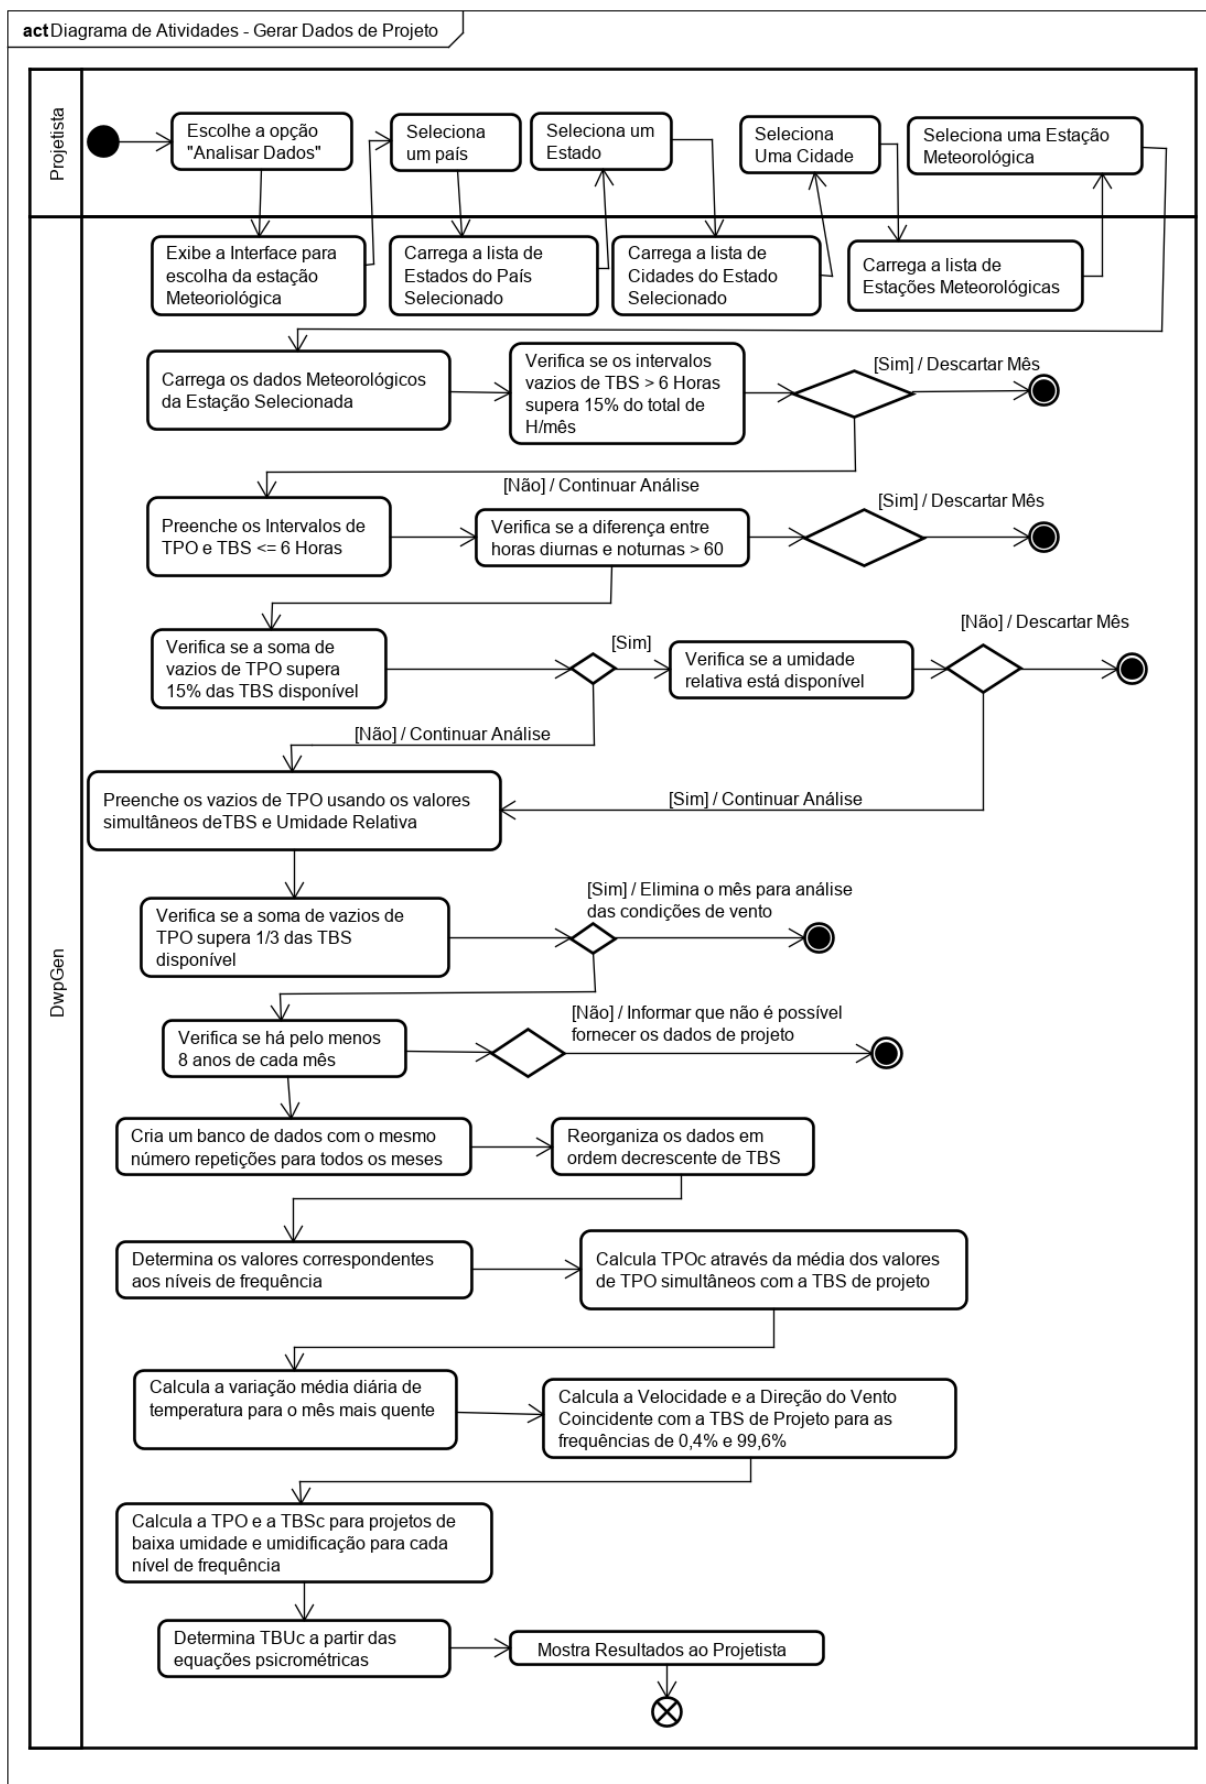 act Diagrama de Atividades - Gerar Dados de Projeto
Projetista
Escolhe a opção
"Analisar Dados"
Seleciona
um país
Seleciona um
Estado
Seleciona
Uma Cidade
Seleciona uma Estação
Meteorológica
DwpGen
Exibe a Interface para
escolha da estação
Meteoriológica
Carrega a lista de
Estados do País
Selecionado
Carrega a lista de
Cidades do Estado
Selecionado
Carrega a lista de
Estações Meteorológicas
Carrega os dados Meteorológicos
da Estação Selecionada
Verifica se os intervalos
vazios de TBS > 6 Horas
supera 15% do total de
H/mês
[Sim] / Descartar Mês
[Não] / Continuar Análise
Preenche os Intervalos de
TPO e TBS <= 6 Horas
Verifica se a diferença entre
horas diurnas e noturnas > 60
[Sim] / Descartar Mês
Verifica se a soma de
vazios de TPO supera
15% das TBS disponível
[Sim]
Verifica se a umidade
relativa está disponível
[Não] / Descartar Mês
[Não] / Continuar Análise
[Sim] / Continuar Análise
Preenche os vazios de TPO usando os valores
simultâneos deTBS e Umidade Relativa
Verifica se a soma de vazios de
TPO supera 1/3 das TBS
disponível
[Sim] / Elimina o mês para análise
das condições de vento
Verifica se há pelo menos
8 anos de cada mês
[Não] / Informar que não é possível
fornecer os dados de projeto
Cria um banco de dados com o mesmo
número repetições para todos os meses
Reorganiza os dados em
ordem decrescente de TBS
Determina os valores correspondentes
aos níveis de frequência
Calcula TPOc através da média dos valores
de TPO simultâneos com a TBS de projeto
Calcula a variação média diária de
temperatura para o mês mais quente
Calcula a Velocidade e a Direção do Vento
Coincidente com a TBS de Projeto para as
frequências de 0,4% e 99,6%
Calcula a TPO e a TBSc para projetos de
baixa umidade e umidificação para cada
nível de frequência
Determina TBUc a partir das
equações psicrométricas
Mostra Resultados ao Projetista